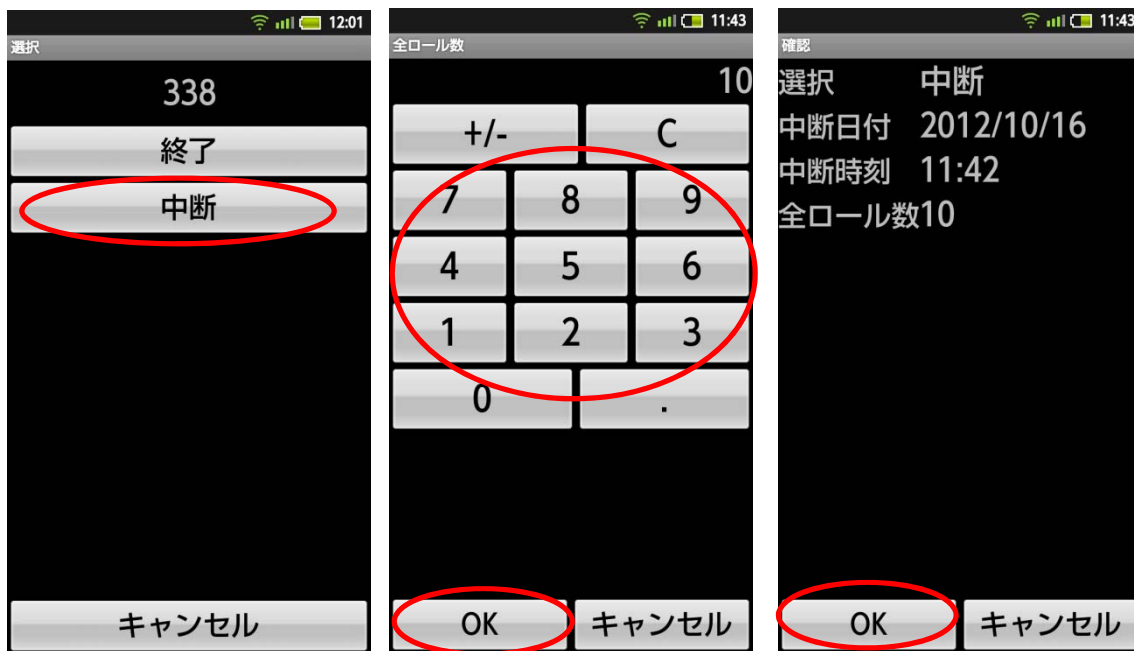 12:01
選択
338
終了
中断
キャンセル
11:43
全ロール数
10
+/- C
7 8 9
4 5 6
1 2 3
0 .
OK キャンセル
11:43
確認
選択 中断
中断日付 2012/10/16
中断時刻 11:42
全ロール数10
OK キャンセル